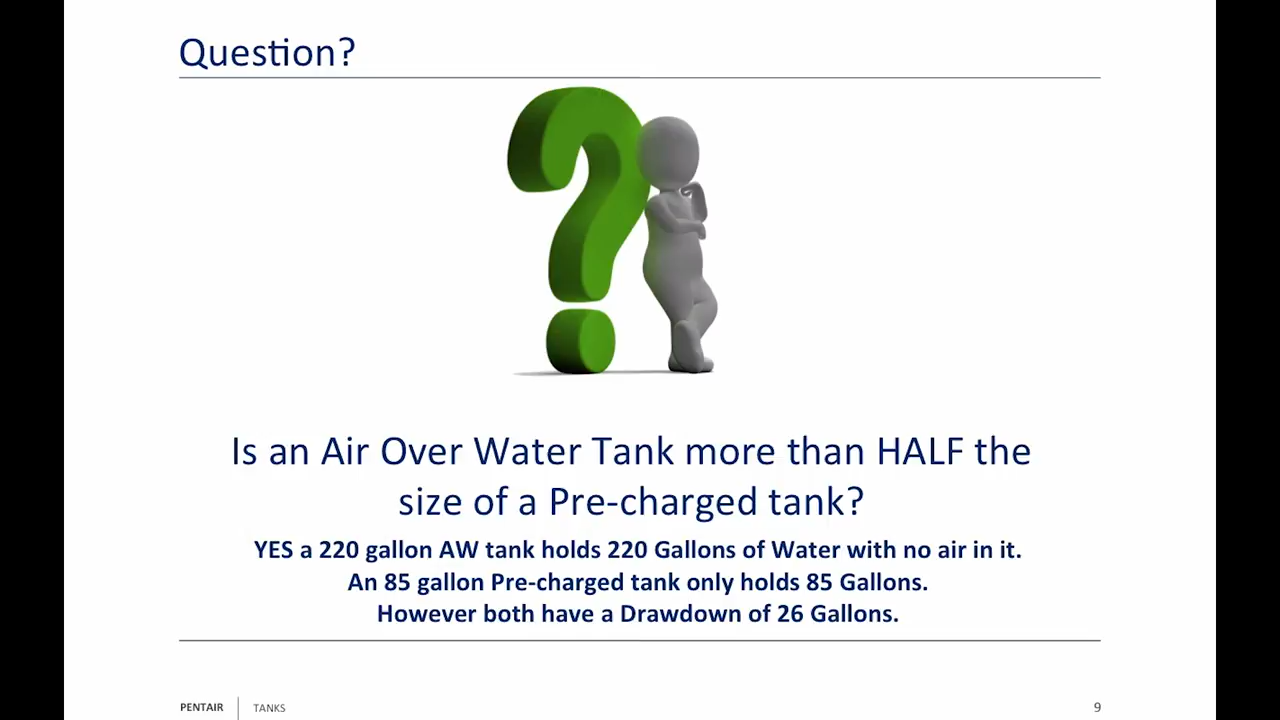 Question?
Is an Air Over Water Tank more than HALF the
size of a Pre-charged tank?
YES a 220 gallon AW tank holds 220 Gallons of Water with no air in it.
An 85 gallon Pre-charged tank only holds 85 Gallons.
However both have a Drawdown of 26 Gallons.
PENTAIR TANKS 9